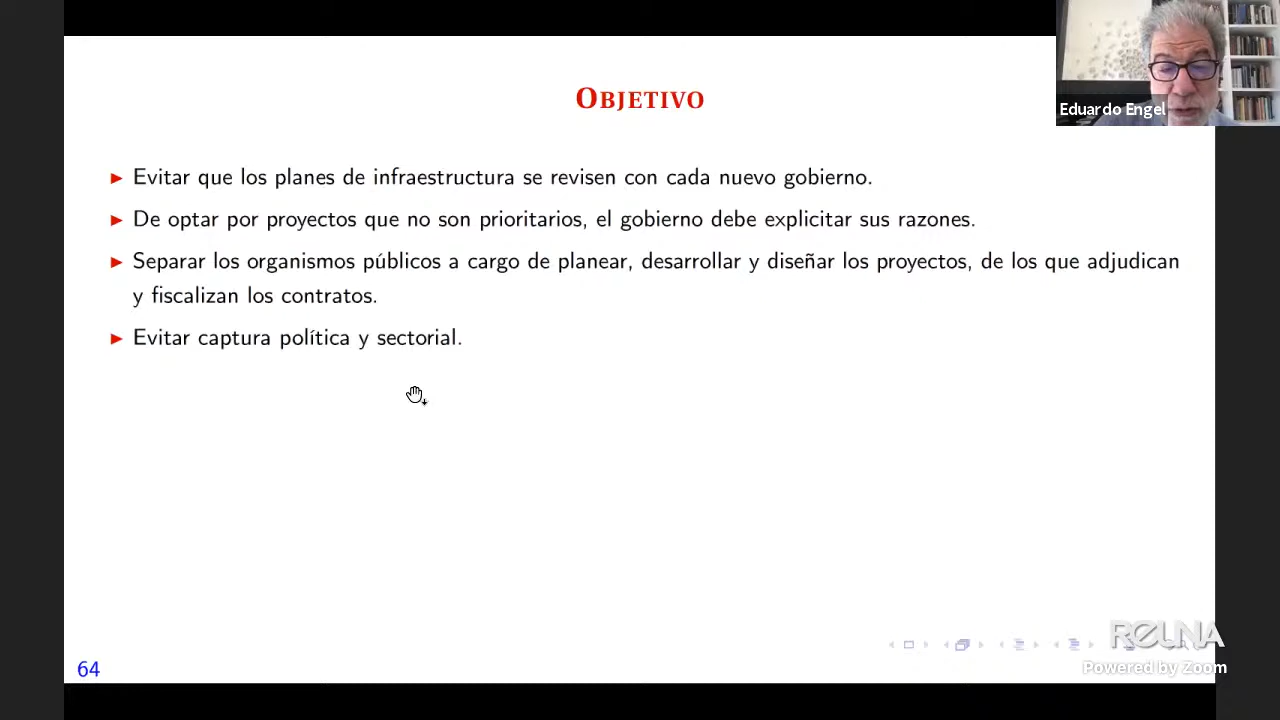 OBJETIVO
Eduardo Engel
▶ Evitar que los planes de infraestructura se revisen con cada nuevo gobierno.
▶ De optar por proyectos que no son prioritarios, el gobierno debe explicitar sus razones.
▶ Separar los organismos públicos a cargo de planear, desarrollar y diseñar los proyectos, de los que adjudican
y fiscalizan los contratos.
▶ Evitar captura política y sectorial.
REUNA
Powered by Zoom
64